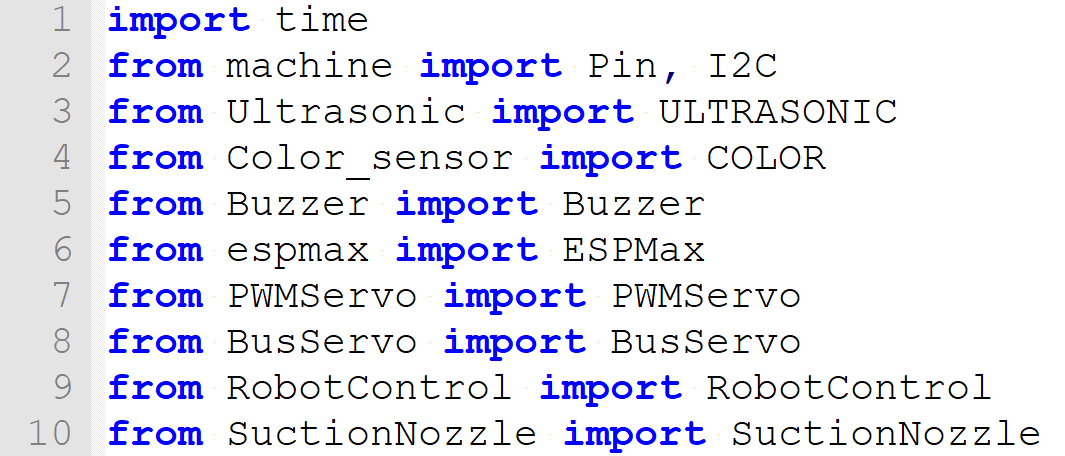 1 import time
2 from machine import Pin, I2C
3 from Ultrasonic import ULTRASONIC
4 from Color_sensor import COLOR
5 from Buzzer import Buzzer
6 from espmax import ESPMax
7 from PWMServo import PWMServo
8 from BusServo import BusServo
9 from RobotControl import RobotControl
10 from SuctionNozzle import SuctionNozzle